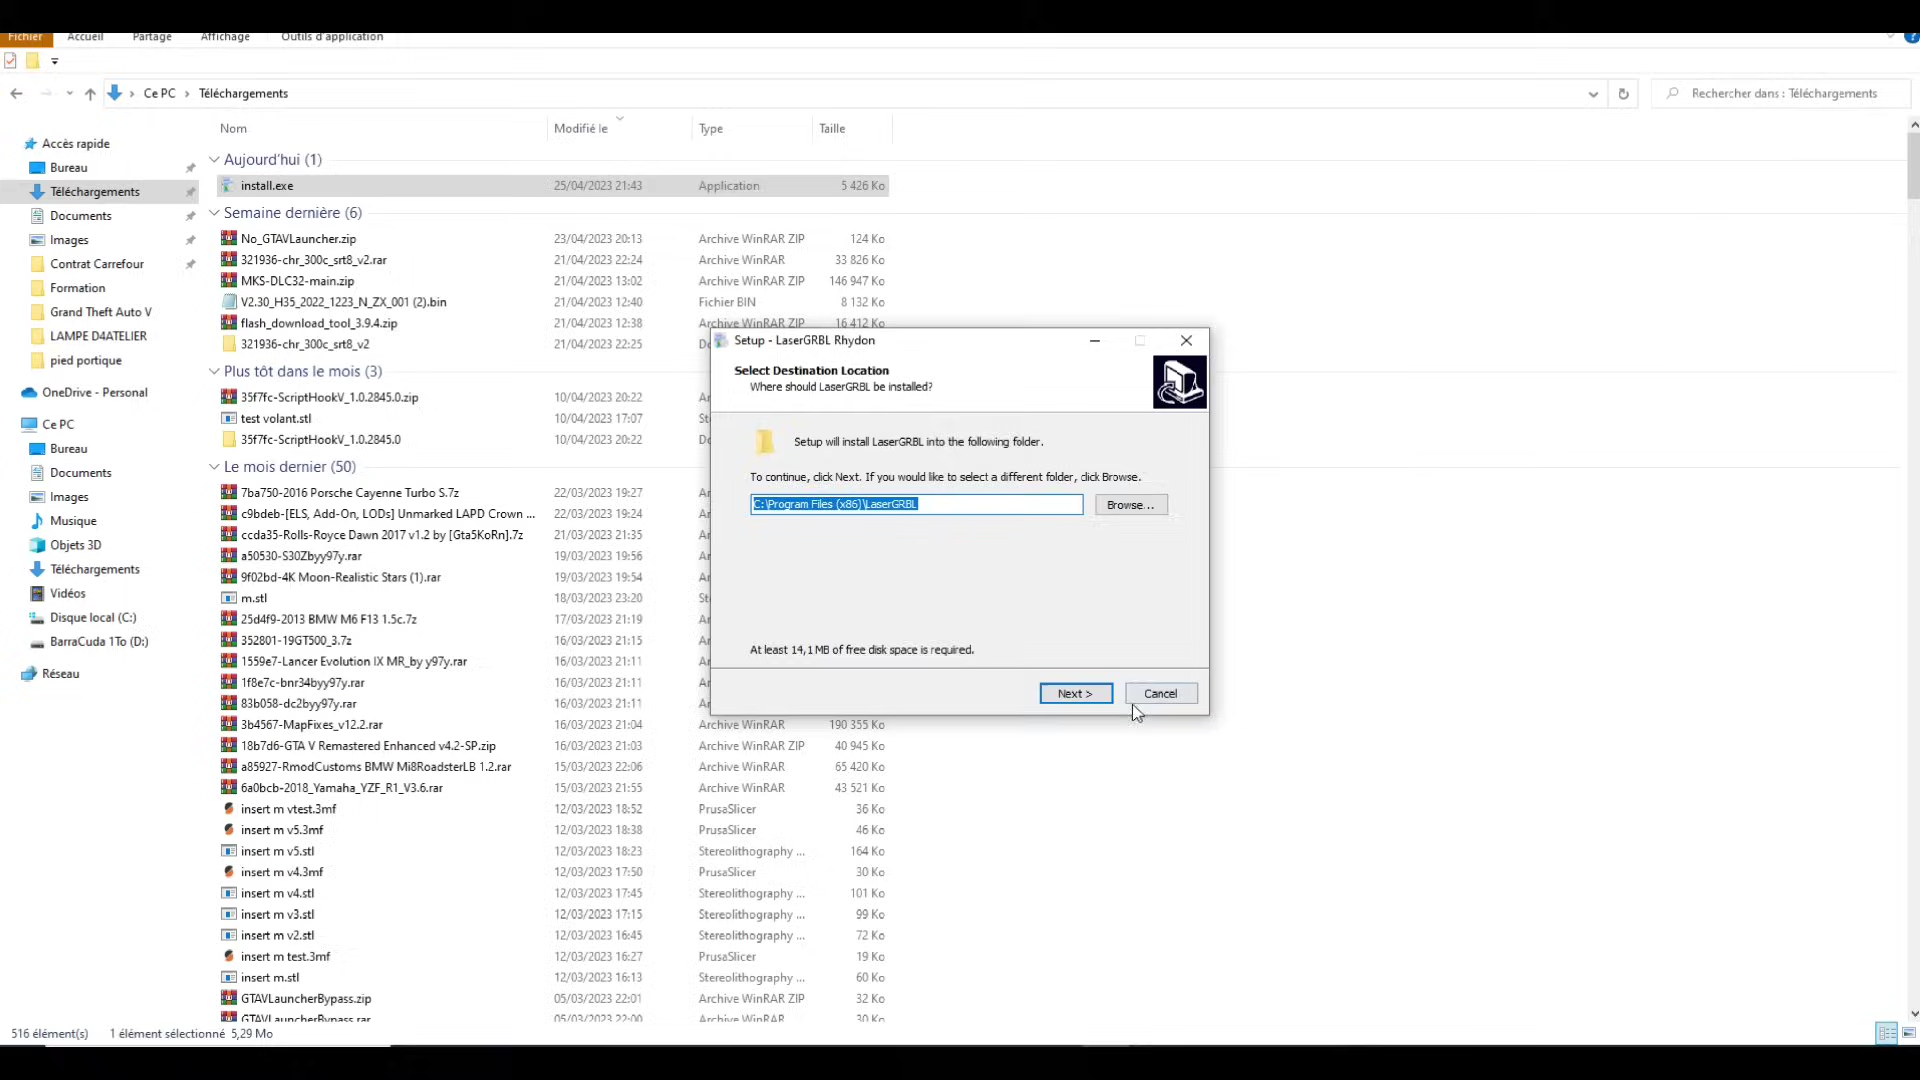 Fichier Accueil Partage Affichage Outils d'application
Ce PC › Téléchargements
Rechercher dans : Téléchargements
Nom Modifié le Type Taille
Accès rapide
Bureau
Téléchargements
Documents
Images
Contrat Carrefour
Formation
Grand Theft Auto V
LAMPE D4ATELIER
pied portique
OneDrive - Personal
Ce PC
Bureau
Documents
Images
Musique
Objets 3D
Téléchargements
Vidéos
Disque local (C:)
BarraCuda 1To (D:)
Réseau
Aujourd'hui (1)
install.exe 25/04/2023 21:43 Application 5 426 Ko
Semaine dernière (6)
No_GTAVLauncher.zip 23/04/2023 20:13 Archive WinRAR ZIP 124 Ko
321936-chr_300c_srt8_v2.rar 21/04/2023 22:24 Archive WinRAR 33 826 Ko
MKS-DLC32-main.zip 21/04/2023 13:02 Archive WinRAR ZIP 146 947 Ko
V2.30_H35_2022_1223_N_ZX_001 (2).bin 21/04/2023 12:40 Fichier BIN 8 132 Ko
flash_download_tool_3.9.4.zip 21/04/2023 12:38 Archive WinRAR ZIP 16 412 Ko
321936-chr_300c_srt8_v2 21/04/2023 22:25
Plus tôt dans le mois (3)
35f7fc-ScriptHookV_1.0.2845.0.zip 10/04/2023 20:22
test volant.stl 10/04/2023 17:07
35f7fc-ScriptHookV_1.0.2845.0 10/04/2023 20:22
Le mois dernier (50)
7ba750-2016 Porsche Cayenne Turbo S.7z 22/03/2023 19:27
c9bdeb-[ELS, Add-On, LODs] Unmarked LAPD Crown ... 22/03/2023 19:24
ccda35-Rolls-Royce Dawn 2017 v1.2 by [Gta5KoRn].7z 21/03/2023 21:35
a50530-S30Zbyy97y.rar 19/03/2023 19:56
9f02bd-4K Moon-Realistic Stars (1).rar 19/03/2023 19:54
m.stl 18/03/2023 23:20
25d4f9-2013 BMW M6 F13 1.5c.7z 17/03/2023 21:19
352801-19GT500_3.7z 16/03/2023 21:15
1559e7-Lancer Evolution IX MR_by y97y.rar 16/03/2023 21:11
1f8e7c-bnr34byy97y.rar 16/03/2023 21:11
83b058-dc2byy97y.rar 16/03/2023 21:11
3b4567-MapFixes_v12.2.rar 16/03/2023 21:04 Archive WinRAR 190 355 Ko
18b7d6-GTA V Remastered Enhanced v4.2-SP.zip 16/03/2023 21:03 Archive WinRAR ZIP 40 945 Ko
a85927-RmodCustoms BMW Mi8RoadsterLB 1.2.rar 15/03/2023 22:06 Archive WinRAR 65 420 Ko
6a0bcb-2018_Yamaha_YZF_R1_V3.6.rar 15/03/2023 21:55 Archive WinRAR 43 521 Ko
insert m vtest.3mf 12/03/2023 18:52 PrusaSlicer 36 Ko
insert m v5.3mf 12/03/2023 18:38 PrusaSlicer 46 Ko
insert m v5.stl 12/03/2023 18:23 Stereolithography ... 164 Ko
insert m v4.3mf 12/03/2023 17:50 PrusaSlicer 30 Ko
insert m v4.stl 12/03/2023 17:45 Stereolithography ... 101 Ko
insert m v3.stl 12/03/2023 17:15 Stereolithography ... 99 Ko
insert m v2.stl 12/03/2023 16:45 Stereolithography ... 72 Ko
insert m test.3mf 12/03/2023 16:27 PrusaSlicer 19 Ko
insert m.stl 12/03/2023 16:13 Stereolithography ... 60 Ko
GTAVLauncherBypass.zip 05/03/2023 22:01 Archive WinRAR ZIP 32 Ko
GTAVLauncherBypass.rar 05/03/2023 22:00 Archive WinRAR 30 Ko
Setup - LaserGRBL Rhydon
Select Destination Location
Where should LaserGRBL be installed?
Setup will install LaserGRBL into the following folder.
To continue, click Next. If you would like to select a different folder, click Browse.
C:\Program Files (x86)\LaserGRBL
Browse...
At least 14,1 MB of free disk space is required.
Next >
Cancel
516 élément(s) 1 élément sélectionné 5,29 Mo